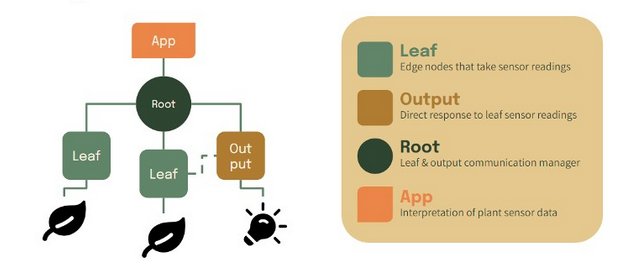 App
Root
Leaf
Leaf
Out
put
Leaf
Edge nodes that take sensor readings
Output
Direct response to leaf sensor readings
Root
Leaf & output communication manager
App
Interpretation of plant sensor data